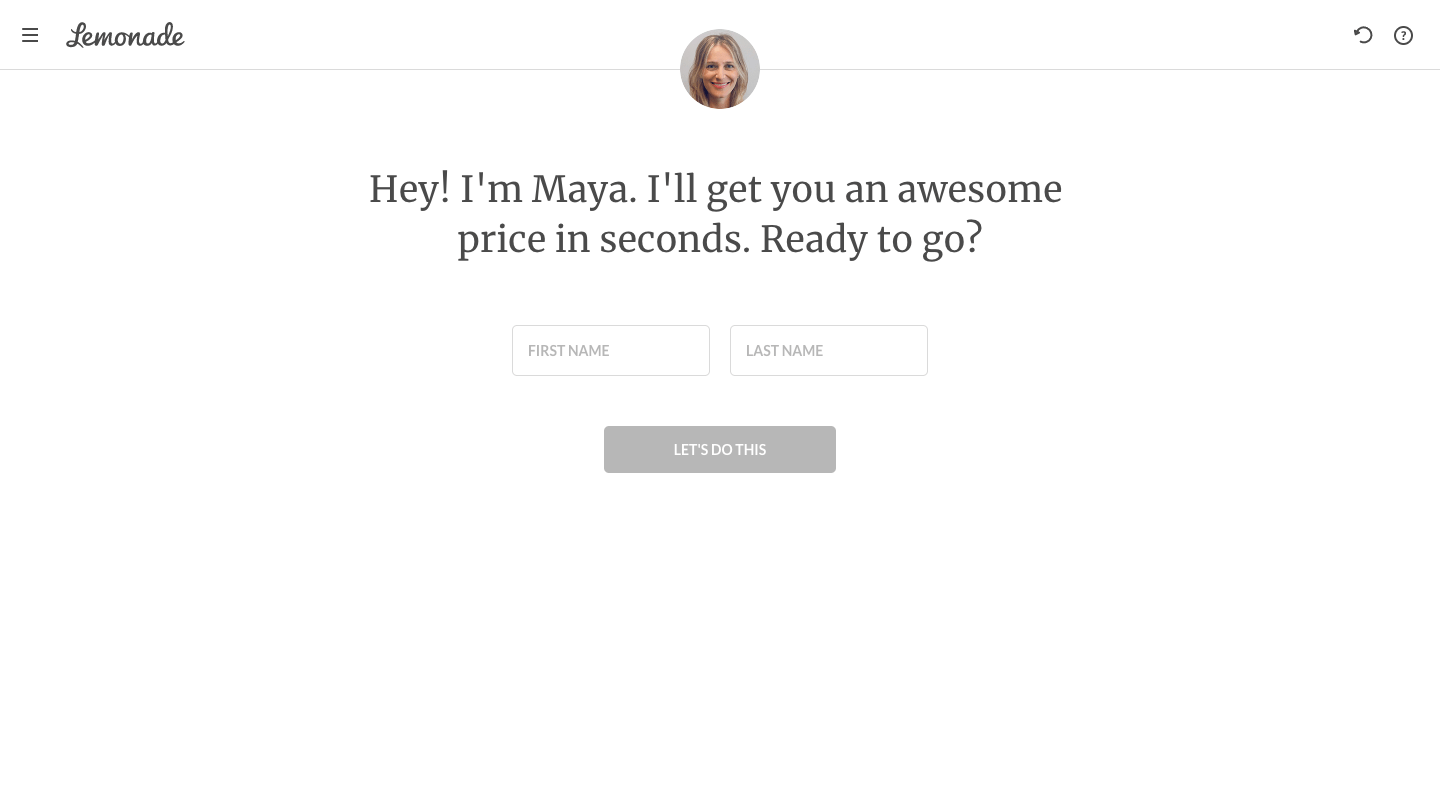 Lemonade
?
Hey! I'm Maya. I'll get you an awesome
price in seconds. Ready to go?
FIRST NAME
LAST NAME
LET'S DO THIS